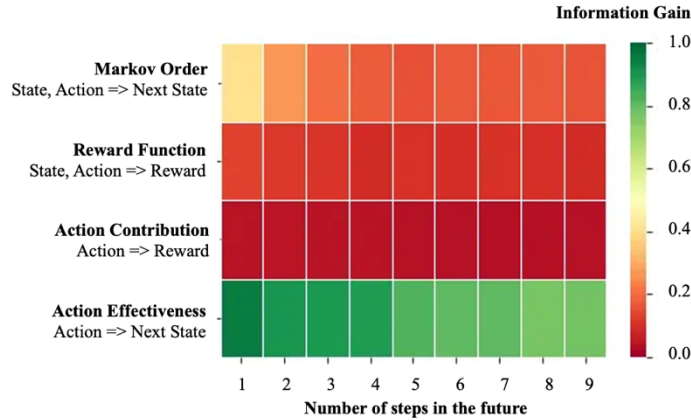 Information Gain
Markov Order
State, Action => Next State
Reward Function
State, Action => Reward
Action Contribution
Action => Reward
Action Effectiveness
Action => Next State
1.0
0.8
0.6
0.4
0.2
0.0
1 2 3 4 5 6 7 8 9
Number of steps in the future